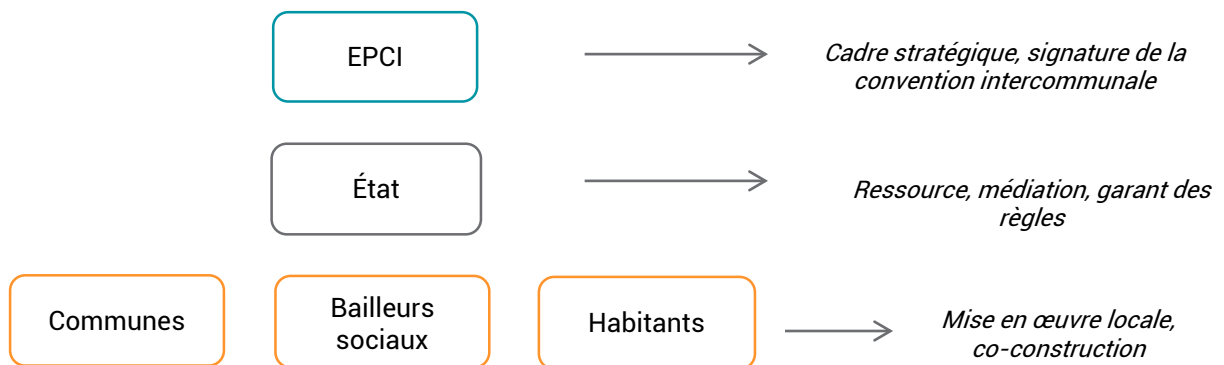 EPCI
Cadre stratégique, signature de la
convention intercommunale
État
Ressource, médiation, garant des
règles
Communes
Bailleurs
sociaux
Habitants
Mise en œuvre locale,
co-construction